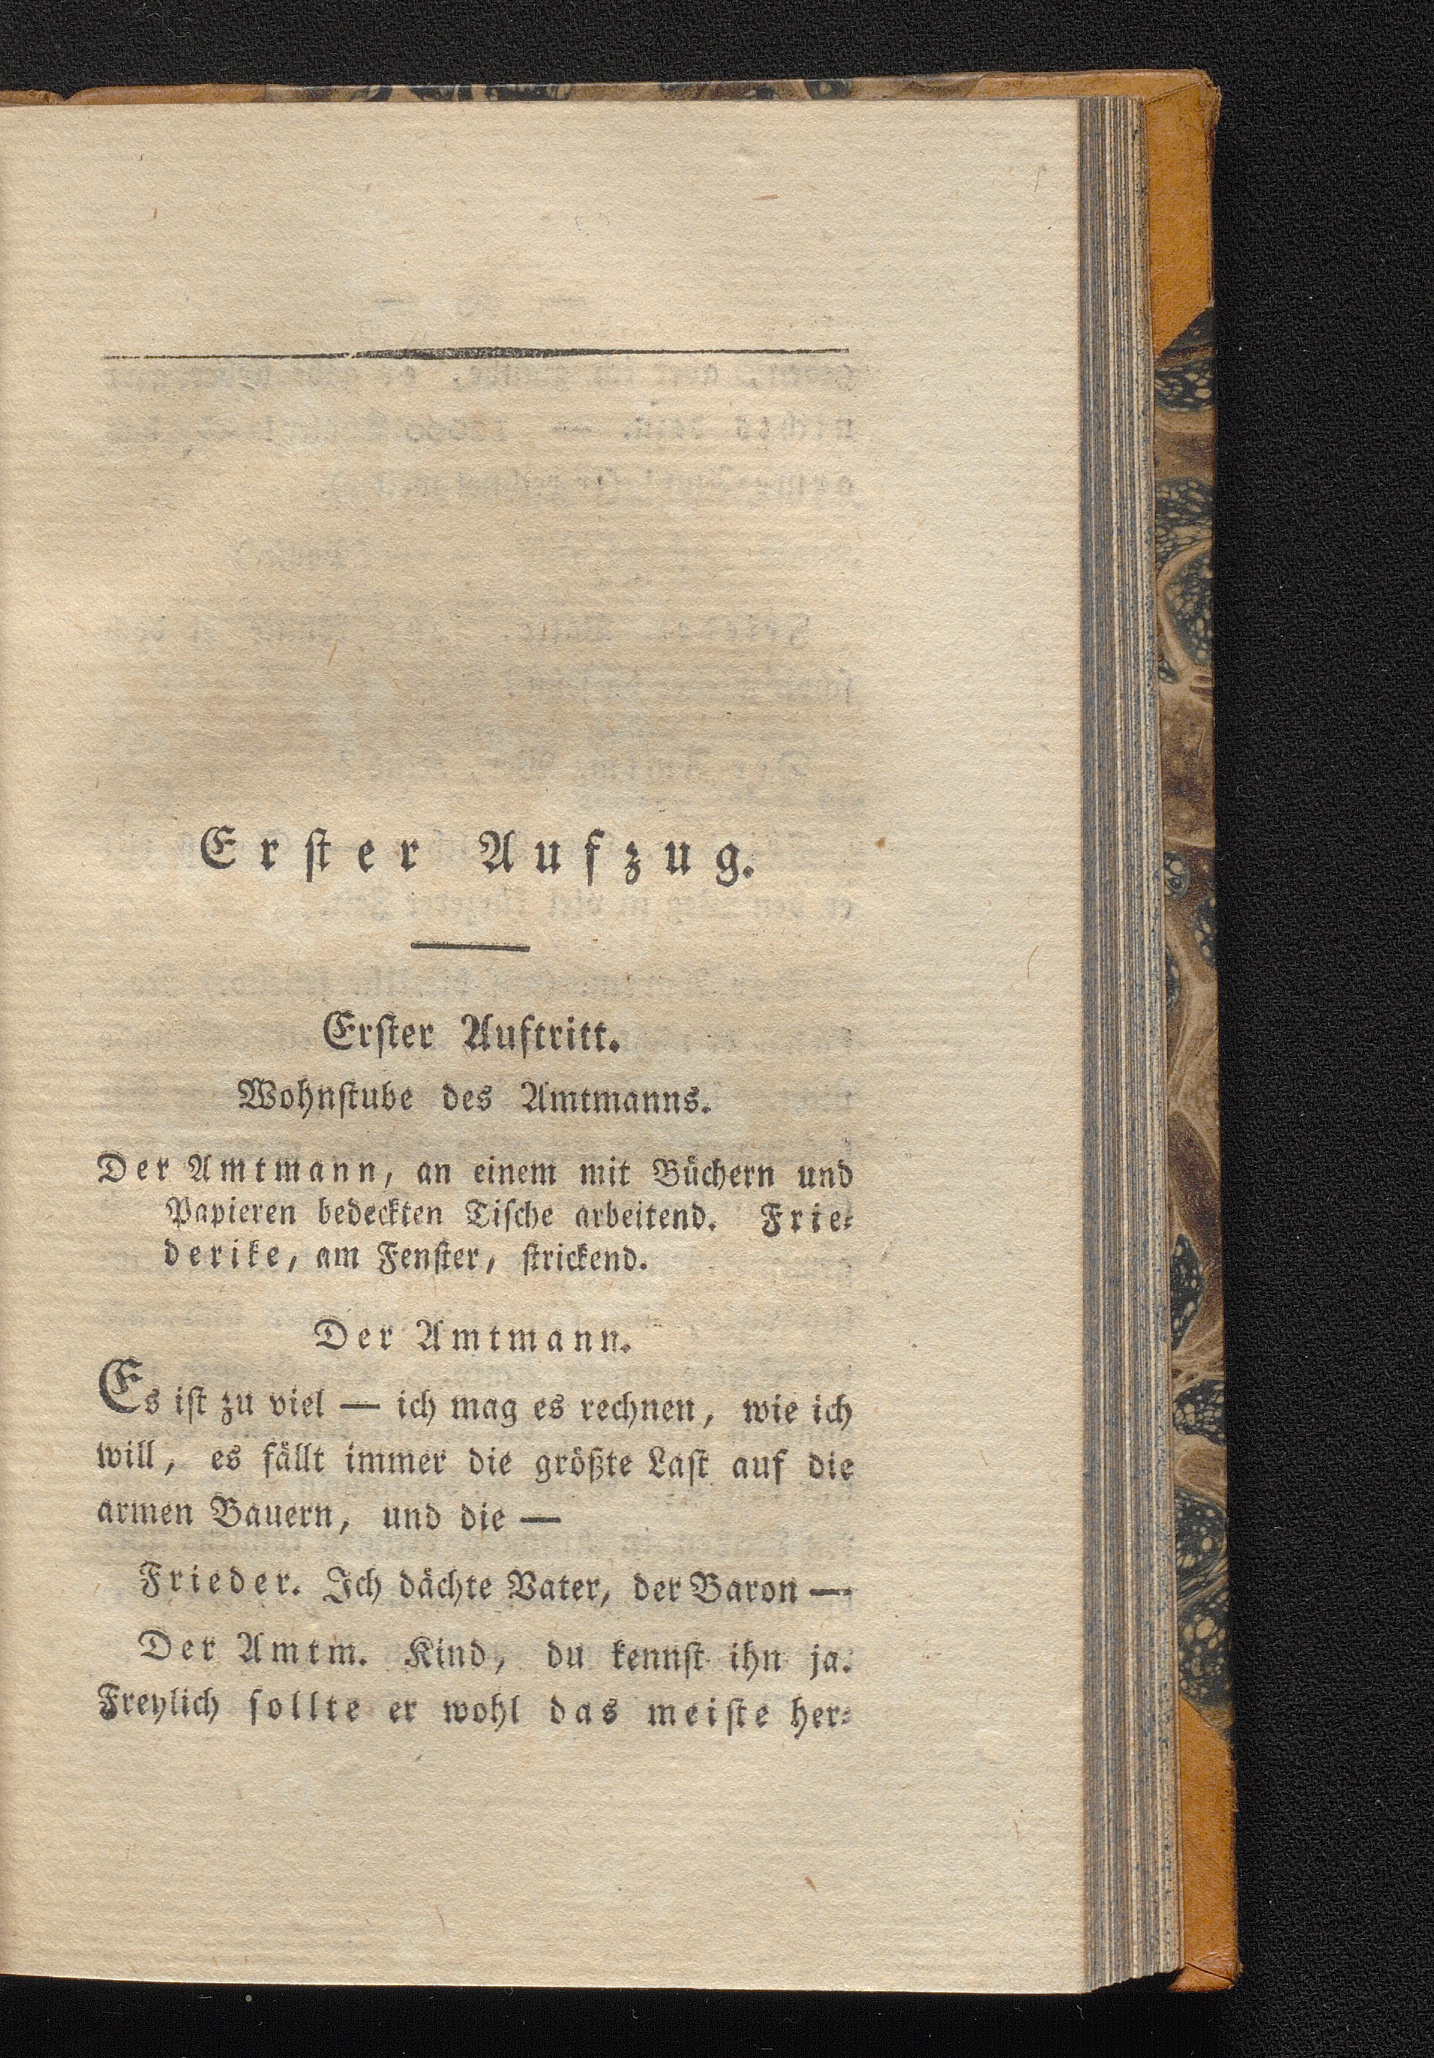 Erſter Aufzug.
Erſter Auftritt.
Wohnſtube des Amtmanns.
Der Amtmann, an einem mit Büchern und
Papieren bedeckten Tiſche arbeitend. Frie⸗
derike, am Fenſter, ſtrickend.
Der Amtmann.
Es iſt zu viel — ich mag es rechnen, wie ich
will, es fällt immer die größte Laſt auf die
armen Bauern, und die —
Frieder. Ich dächte Vater, der Baron —
Der Amtm. Kind, du kennſt ihn ja.
Freylich ſollte er wohl das meiſte her⸗